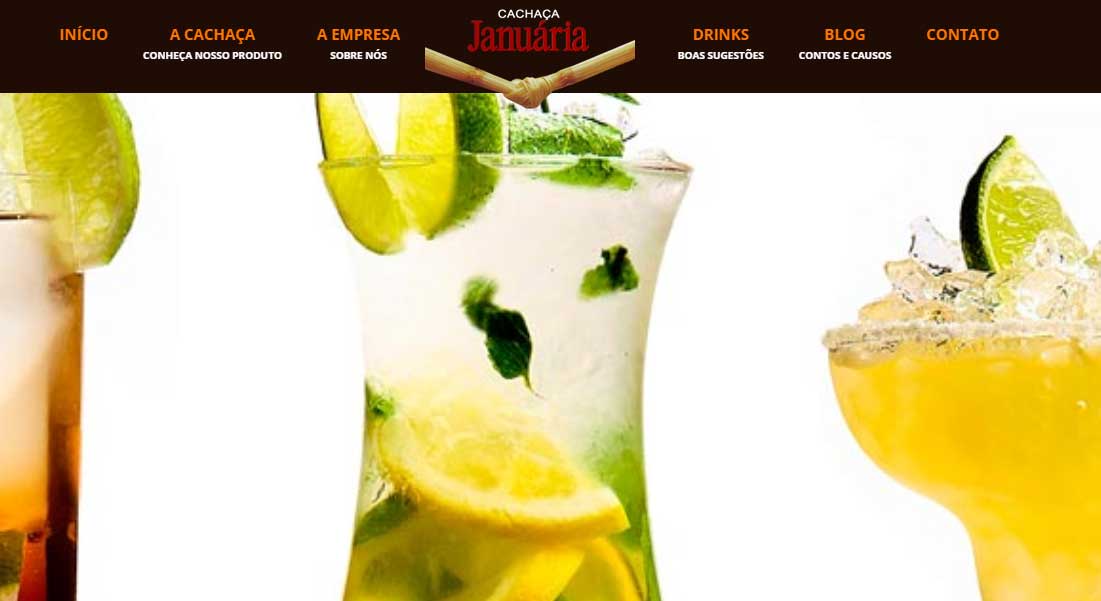 INÍCIO
A CACHAÇA
CONHEÇA NOSSO PRODUTO
A EMPRESA
SOBRE NÓS
CACHAÇA
Januária
DRINKS
BOAS SUGESTÕES
BLOG
CONTOS E CAUSOS
CONTATO